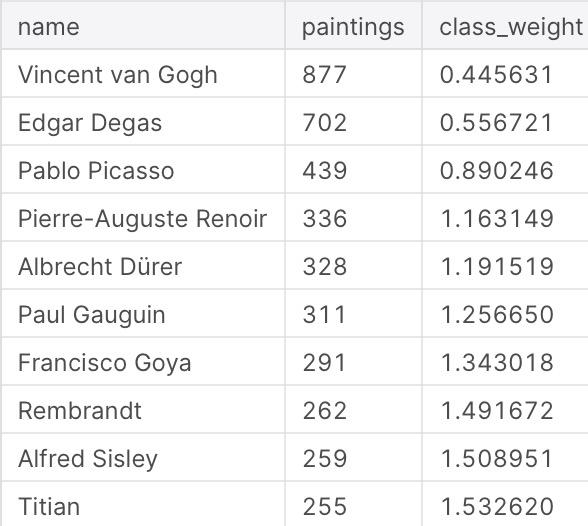 name paintings class_weight
Vincent van Gogh 877 0.445631
Edgar Degas 702 0.556721
Pablo Picasso 439 0.890246
Pierre-Auguste Renoir 336 1.163149
Albrecht Dürer 328 1.191519
Paul Gauguin 311 1.256650
Francisco Goya 291 1.343018
Rembrandt 262 1.491672
Alfred Sisley 259 1.508951
Titian 255 1.532620